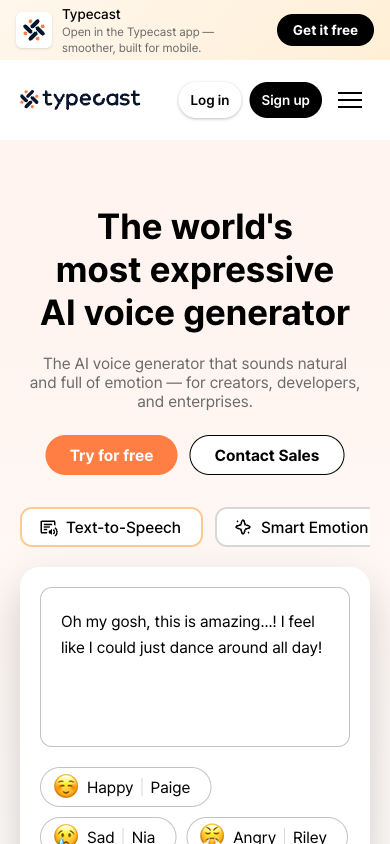 Typecast
Open in the Typecast app —
smoother, built for mobile.
Get it free
typecast
Log in
Sign up
The world's
most expressive
AI voice generator
The AI voice generator that sounds natural
and full of emotion — for creators, developers,
and enterprises.
Try for free
Contact Sales
Text-to-Speech
Smart Emotion
Oh my gosh, this is amazing...! I feel
like I could just dance around all day!
Happy | Paige
Sad | Nia
Angry | Riley